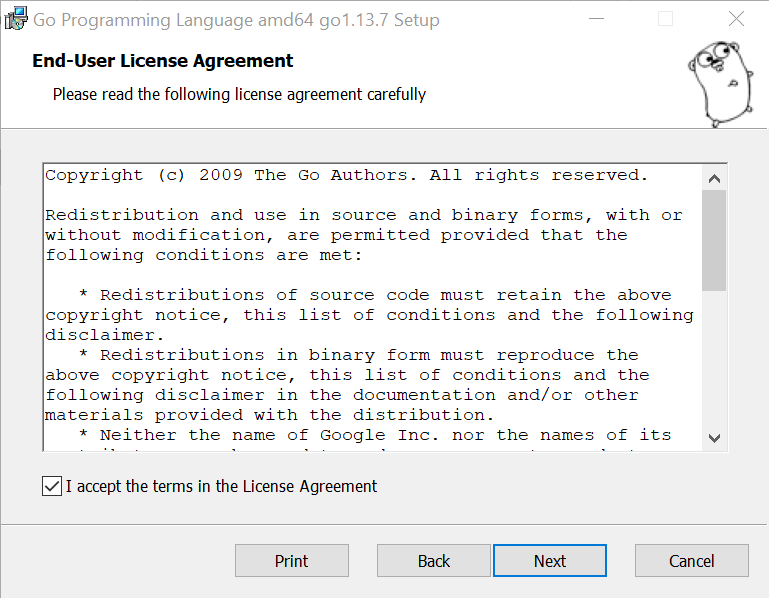 Go Programming Language amd64 go1.13.7 Setup
End-User License Agreement
Please read the following license agreement carefully
Copyright (c) 2009 The Go Authors. All rights reserved.
Redistribution and use in source and binary forms, with or
without modification, are permitted provided that the
following conditions are met:
* Redistributions of source code must retain the above
copyright notice, this list of conditions and the following
disclaimer.
* Redistributions in binary form must reproduce the
above copyright notice, this list of conditions and the
following disclaimer in the documentation and/or other
materials provided with the distribution.
* Neither the name of Google Inc. nor the names of its
I accept the terms in the License Agreement
Print
Back
Next
Cancel